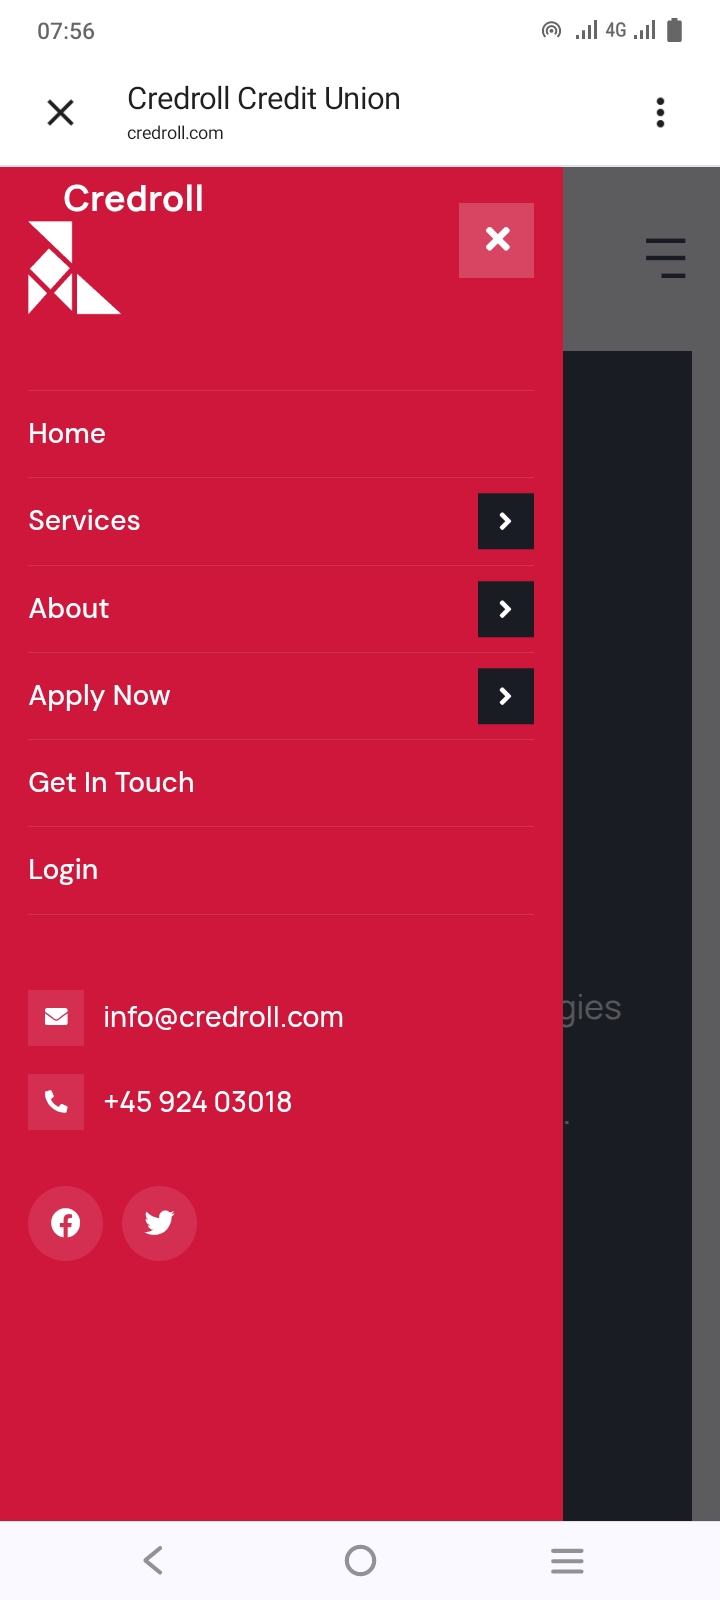 07:56
4G
Credroll Credit Union
credroll.com
Credroll
Home
Services
About
Apply Now
Get In Touch
Login
gies
info@credroll.com
.
+45 924 03018